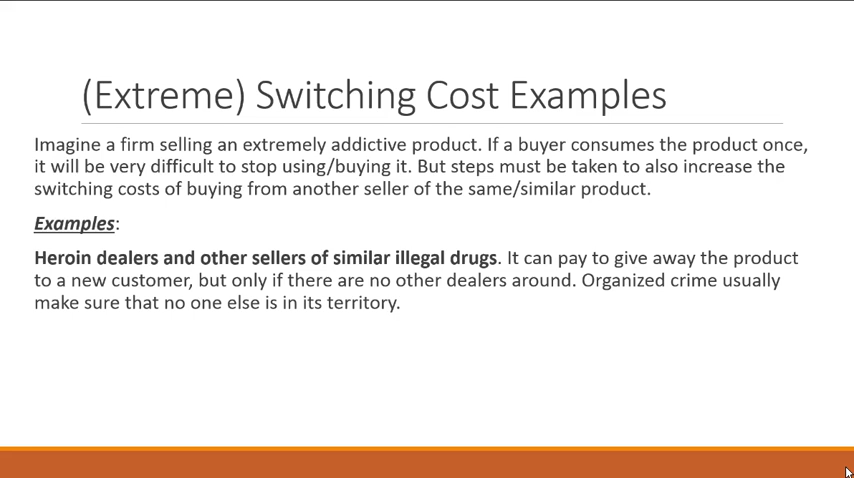 (Extreme) Switching Cost Examples
Imagine a firm selling an extremely addictive product. If a buyer consumes the product once,
it will be very difficult to stop using/buying it. But steps must be taken to also increase the
switching costs of buying from another seller of the same/similar product.
Examples:
Heroin dealers and other sellers of similar illegal drugs. It can pay to give away the product
to a new customer, but only if there are no other dealers around. Organized crime usually
make sure that no one else is in its territory.